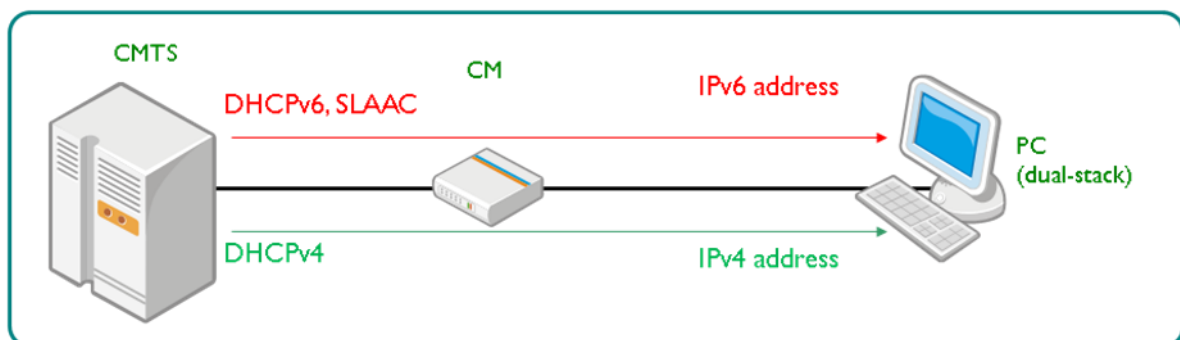 CMTS
CM
DHCPv6, SLAAC
IPv6 address
PC
(dual-stack)
DHCPv4
IPv4 address